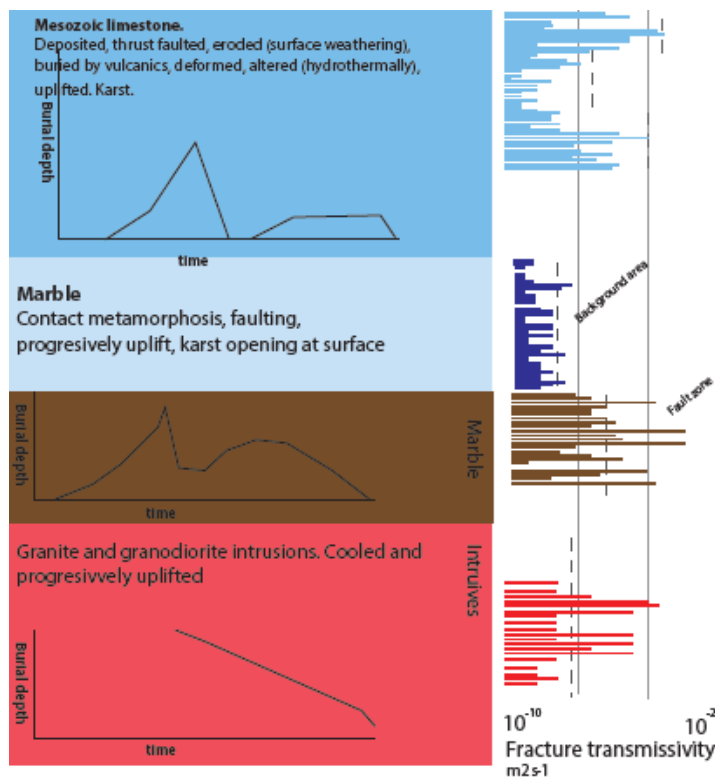 Mesozoic limestone.
Deposited, thrust faulted, eroded (surface weathering),
buried by vulcanics, deformed, altered (hydrothermally),
uplifted. Karst.
Burial depth
time
Marble
Contact metamorphosis, faulting,
progresively uplift, karst opening at surface
Background area
Fault zone
Burial depth
time
Marble
Granite and granodiorite intrusions. Cooled and
progresivvely uplifted
Intruives
Burial depth
time
10-10
10-2
Fracture transmissivity
m2 s-1